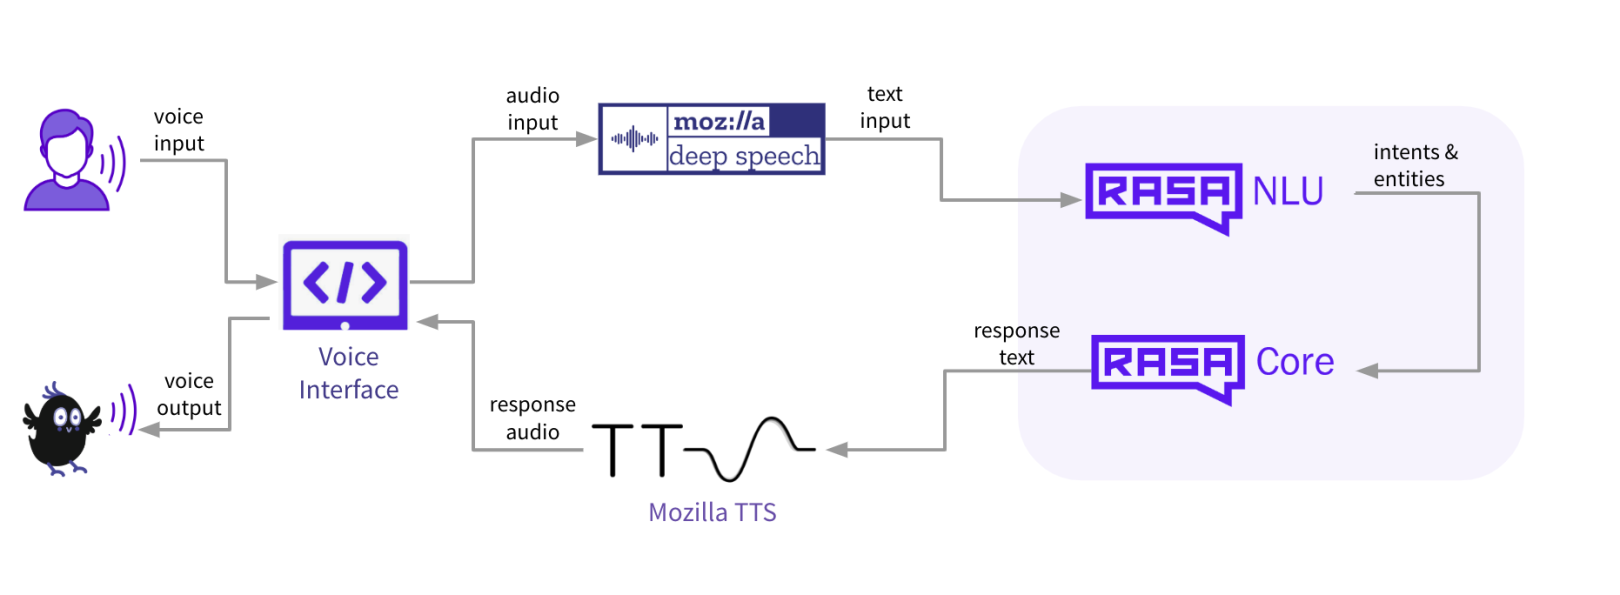 voice
input
audio
input
moz://a
deep speech
text
input
RASA NLU
intents &
entities
</>
Voice
Interface
voice
output
response
audio
TT
Mozilla TTS
response
text
RASA Core